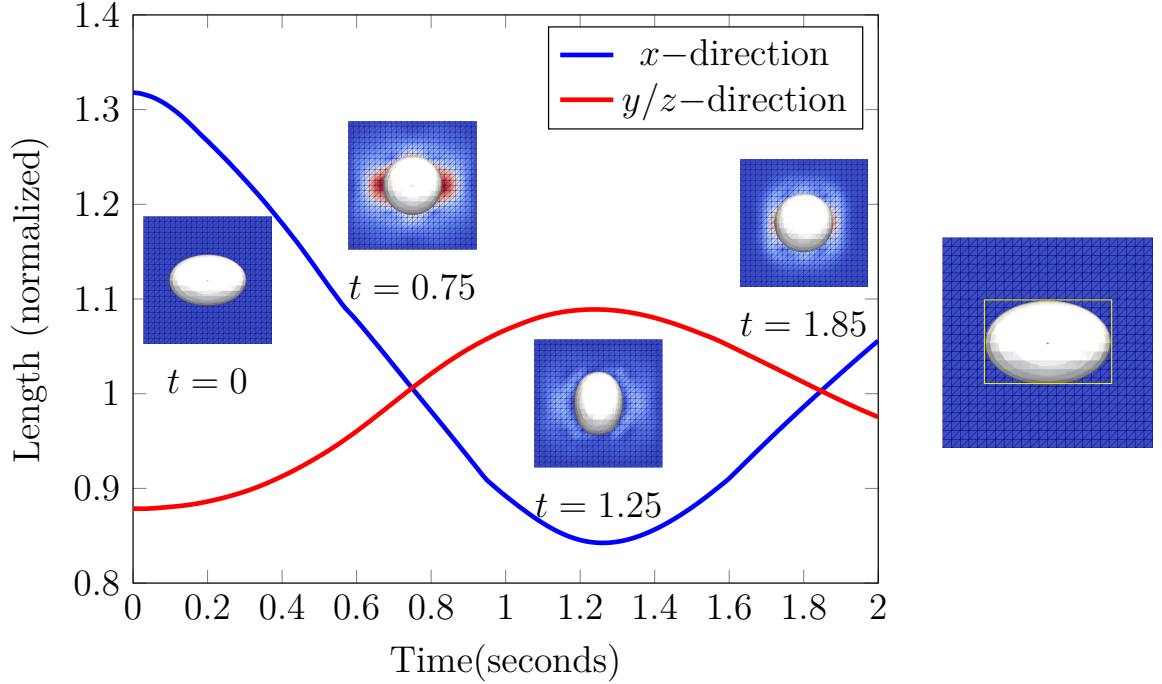 1.4
1.3
1.2
1.1
1
0.9
0.8
Length (normalized)
x−direction
y/z−direction
t = 0
t = 0.75
t = 1.25
t = 1.85
0 0.2 0.4 0.6 0.8 1 1.2 1.4 1.6 1.8 2
Time(seconds)